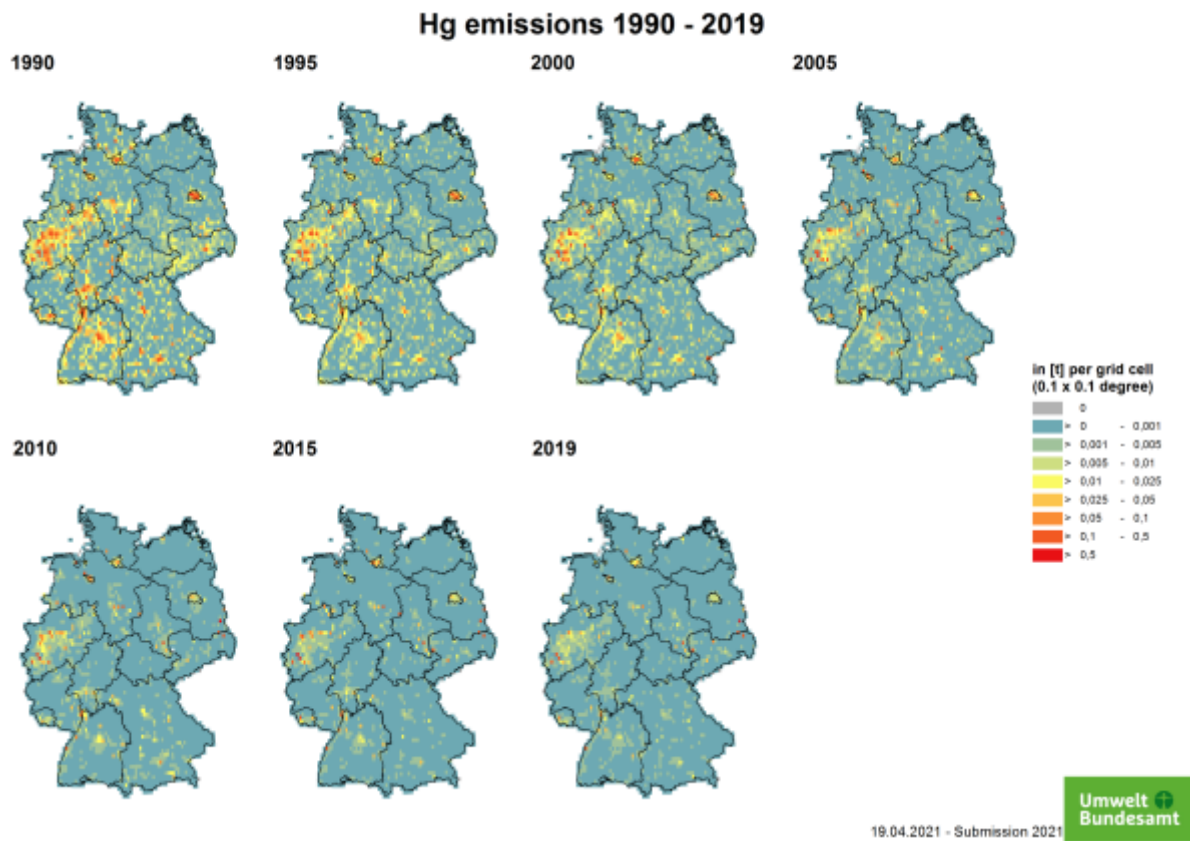 Hg emissions 1990 - 2019
1990
1995
2000
2005
2010
2015
2019
in [t] per grid cell
(0.1 x 0.1 degree)
0
> 0 - 0,001
> 0,001 - 0,005
> 0,005 - 0,01
> 0,01 - 0,025
> 0,025 - 0,05
> 0,05 - 0,1
> 0,1 - 0,5
> 0,5
19.04.2021 - Submission 2021
Umwelt
Bundesamt